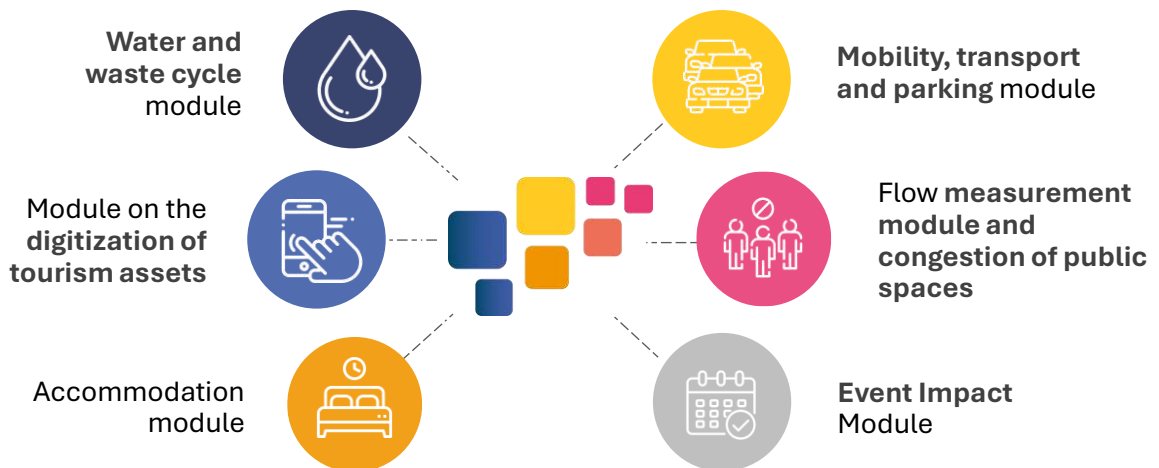 Water and
waste cycle
module
Mobility, transport
and parking module
Module on the
digitization of
tourism assets
Flow measurement
module and
congestion of public
spaces
Accommodation
module
Event Impact
Module